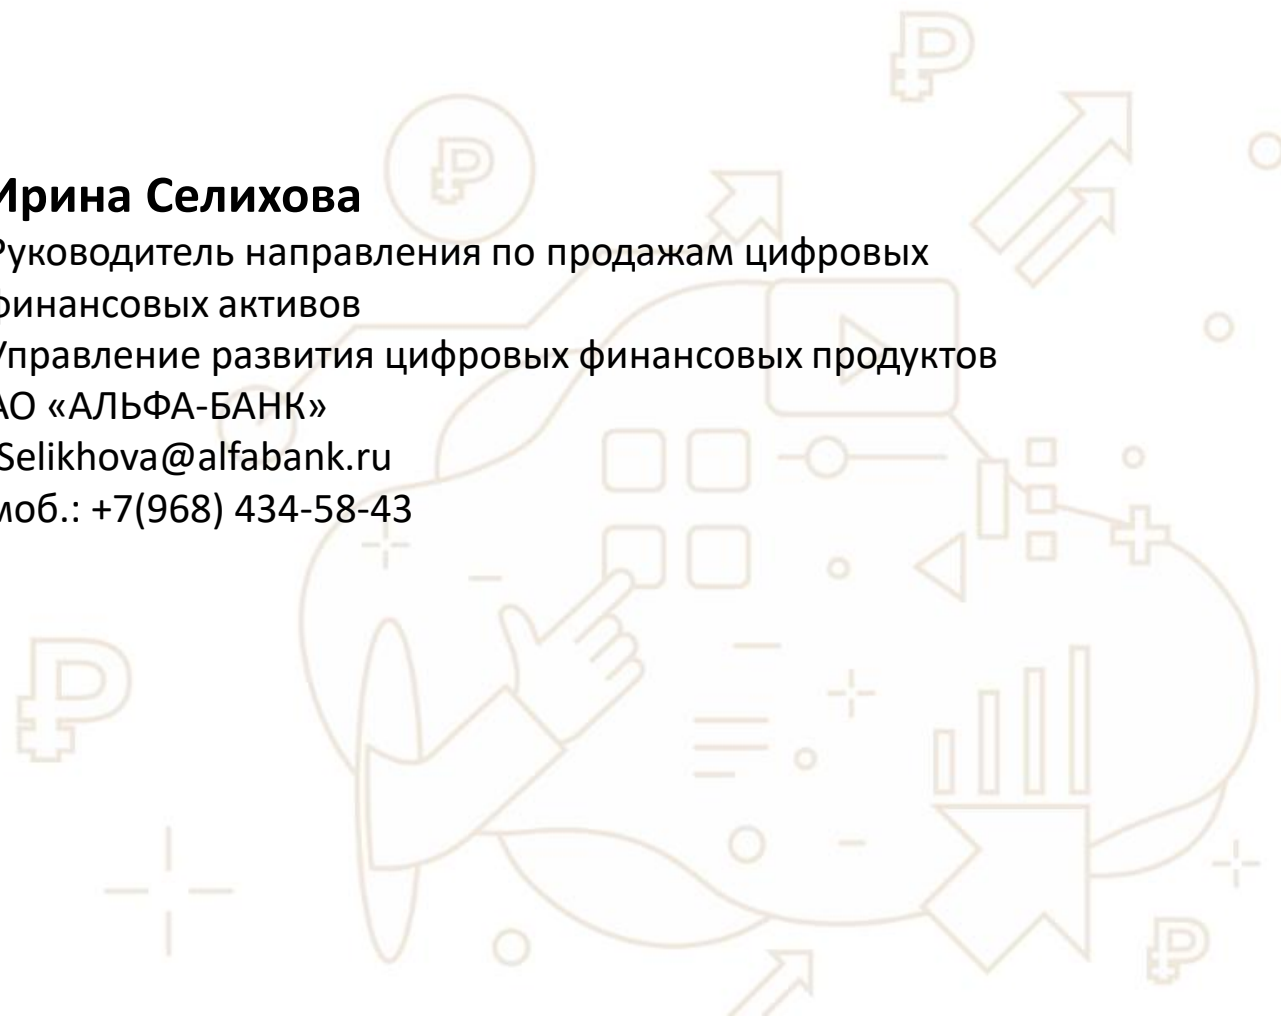 Ирина Селихова
Руководитель направления по продажам цифровых
финансовых активов
Управление развития цифровых финансовых продуктов
АО «АЛЬФА-БАНК»
Selikhova@alfabank.ru
моб.: +7(968) 434-58-43